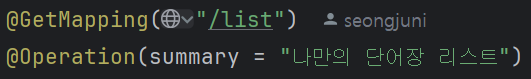 @GetMapping("/list") seongjuni
@Operation(summary = "나만의 단어장 리스트")